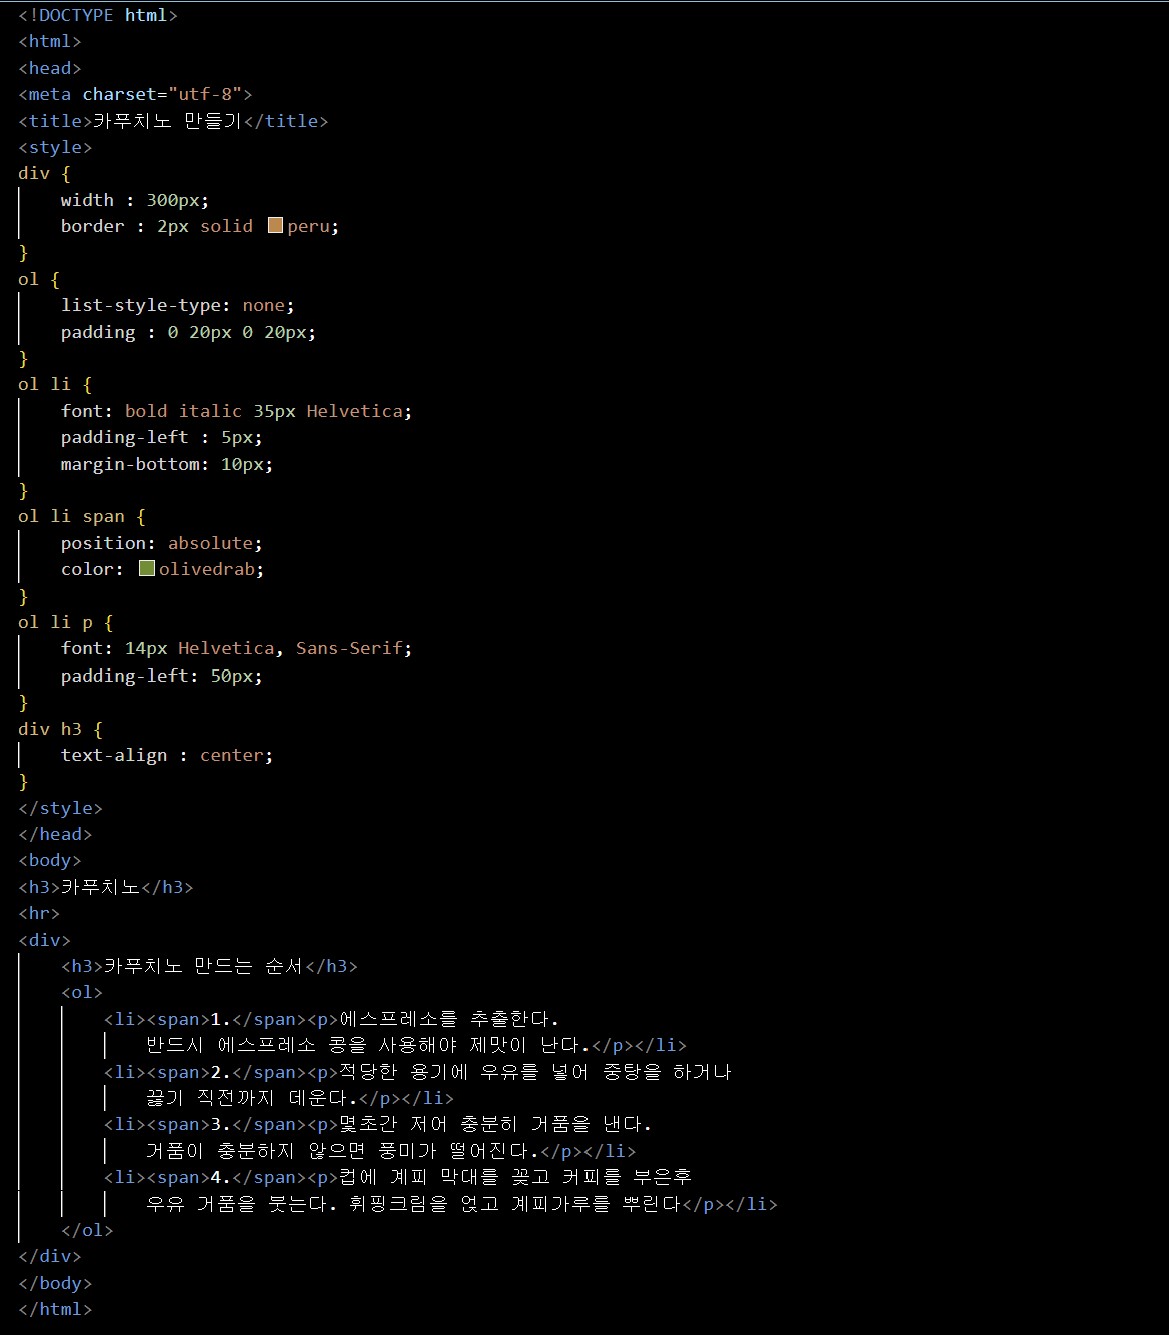 <!DOCTYPE html>
<html>
<head>
<meta charset="utf-8">
<title>카푸치노 만들기</title>
<style>
div {
    width : 300px;
    border : 2px solid peru;
}
ol {
    list-style-type: none;
    padding : 0 20px 0 20px;
}
ol li {
    font: bold italic 35px Helvetica;
    padding-left : 5px;
    margin-bottom: 10px;
}
ol li span {
    position: absolute;
    color: olivedrab;
}
ol li p {
    font: 14px Helvetica, Sans-Serif;
    padding-left: 50px;
}
div h3 {
    text-align : center;
}
</style>
</head>
<body>
<h3>카푸치노</h3>
<hr>
<div>
    <h3>카푸치노 만드는 순서</h3>
    <ol>
        <li><span>1.</span><p>에스프레소를 추출한다.
            반드시 에스프레소 콩을 사용해야 제맛이 난다.</p></li>
        <li><span>2.</span><p>적당한 용기에 우유를 넣어 중탕을 하거나
            끓기 직전까지 데운다.</p></li>
        <li><span>3.</span><p>몇초간 저어 충분히 거품을 낸다.
            거품이 충분하지 않으면 풍미가 떨어진다.</p></li>
        <li><span>4.</span><p>컵에 계피 막대를 꽂고 커피를 부은후
            우유 거품을 붓는다. 휘핑크림을 얹고 계피가루를 뿌린다</p></li>
    </ol>
</div>
</body>
</html>